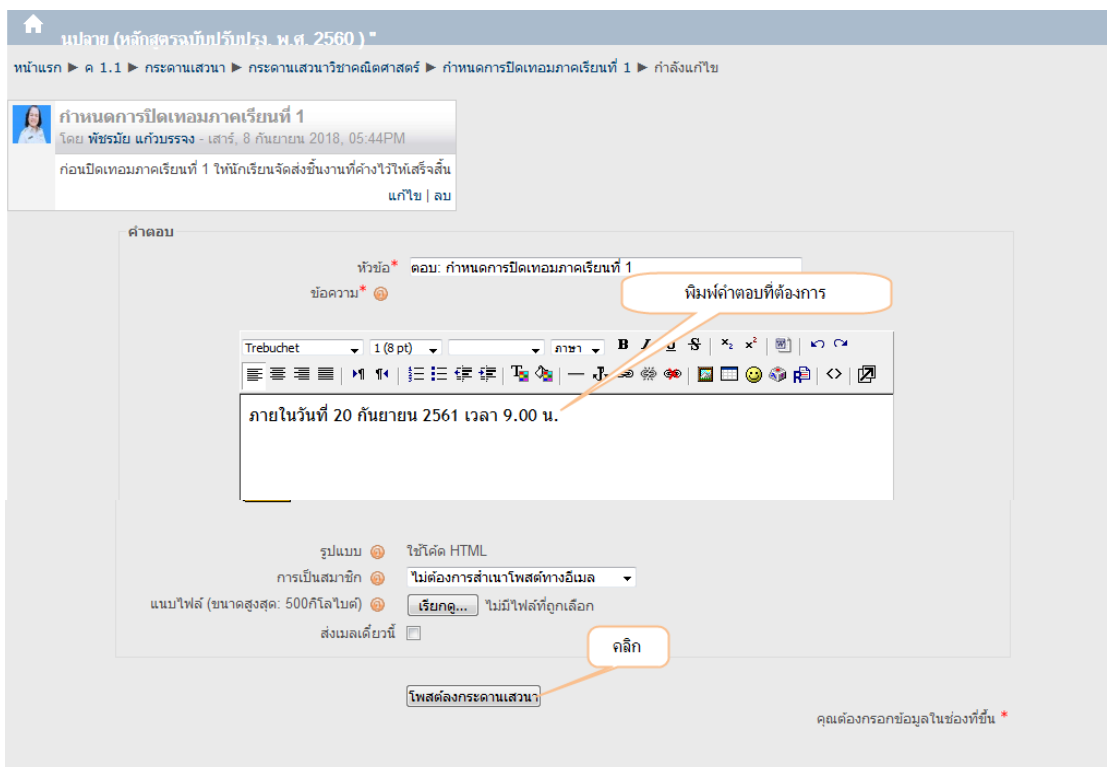 นปลาย (หลักสูตรฉบับปรับปรุง. พ.ศ. 2560 ) "
หน้าแรก ► ค 1.1 ► กระดานเสวนา ► กระดานเสวนาวิชาคณิตศาสตร์ ► กำหนดการปิดเทอมภาคเรียนที่ 1 ► กำลังแก้ไข
กำหนดการปิดเทอมภาคเรียนที่ 1
โดย พัชรมัย แก้วบรรจง - เสาร์, 8 กันยายน 2018, 05:44PM
ก่อนปิดเทอมภาคเรียนที่ 1 ให้นักเรียนจัดส่งชิ้นงานที่ค้างไว้ให้เสร็จสิ้น
แก้ไข | ลบ
คำตอบ
หัวข้อ* ตอบ: กำหนดการปิดเทอมภาคเรียนที่ 1
ข้อความ*
พิมพ์คำตอบที่ต้องการ
Trebuchet 1 (8 pt) ภาษา B I U S x₂ x²
ภายในวันที่ 20 กันยายน 2561 เวลา 9.00 น.
รูปแบบ ใช้โค้ด HTML
การเป็นสมาชิก ไม่ต้องการสำเนาโพสต์ทางอีเมล
แนบไฟล์ (ขนาดสูงสุด: 500กิโลไบต์) เรียกดู... ไม่มีไฟล์ที่ถูกเลือก
ส่งเมลเดี๋ยวนี้
คลิก
โพสต์ลงกระดานเสวนา
คุณต้องกรอกข้อมูลในช่องที่ขึ้น *